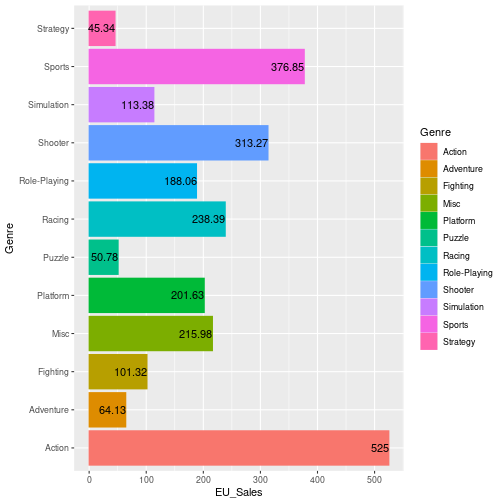 Strategy 45.34
Sports 376.85
Simulation 113.38
Shooter 313.27
Role-Playing 188.06
Racing 238.39
Puzzle 50.78
Platform 201.63
Misc 215.98
Fighting 101.32
Adventure 64.13
Action 525
Genre
0 100 200 300 400 500
EU_Sales
Genre
Action
Adventure
Fighting
Misc
Platform
Puzzle
Racing
Role-Playing
Shooter
Simulation
Sports
Strategy